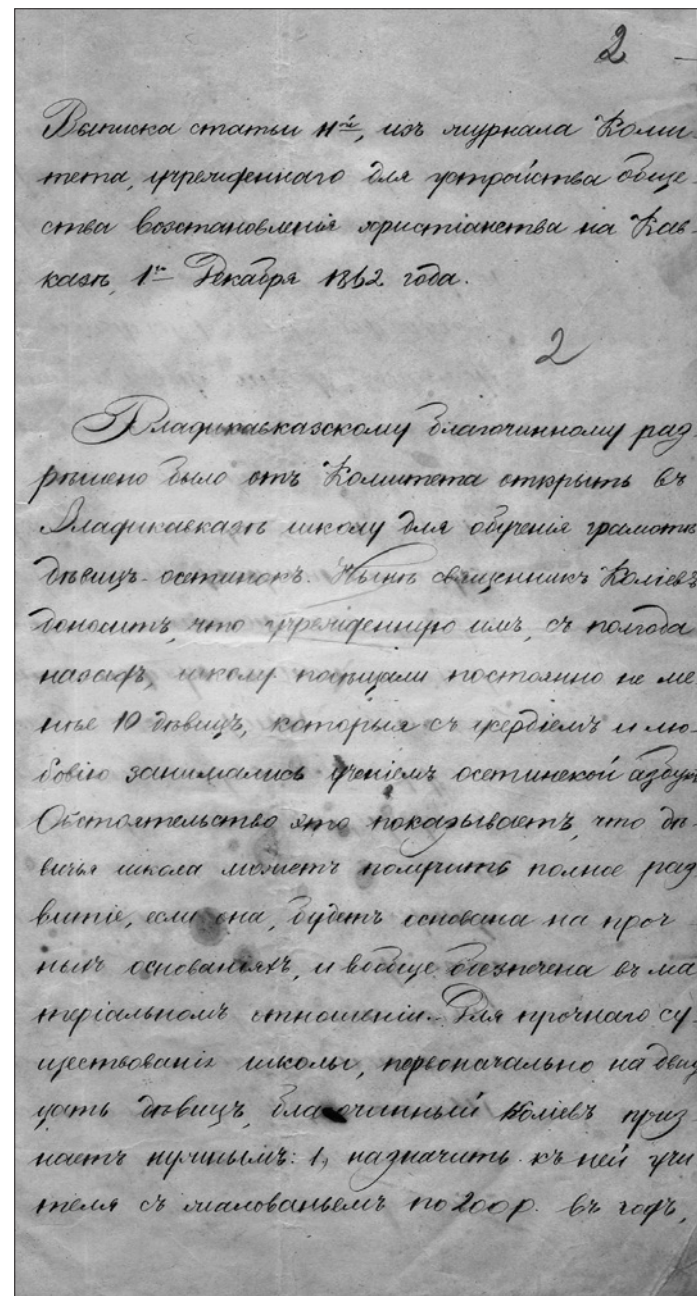 2
Выписка статьи 11й, изъ журнала Коми-
тета, учрежденнаго для устройства обще-
ства возстановленія христіанства на Кав-
казѣ, 1го Декабря 1862 года.
2
Владикавказскому благочинному раз-
рѣшено было отъ Комитета открыть въ
Владикавказѣ школу для обученія грамотѣ
дѣвицъ-осетинокъ. Нынѣ священникъ Коліевъ
доноситъ, что учрежденную имъ, съ полгода
назадъ, школу посѣщали постоянно не ме
нѣе 10 дѣвицъ, которыя съ усердіемъ и лю-
бовію занимались ученіемъ осетинской азбуки
Обстоятельство это показываетъ, что дѣ-
вичья школа можетъ получить полное раз
витіе, если она, будетъ основана на проч-
ныхъ основаніяхъ, и вообще обезпечена въ ма
теріальномъ отношеніи. Для прочнаго су-
ществованія школы, первоначально на двад
цать дѣвицъ, благочинный Коліевъ приз-
наетъ нужнымъ: 1, назначить къ ней учи
теля съ жалованьемъ по 200 р. въ годъ,